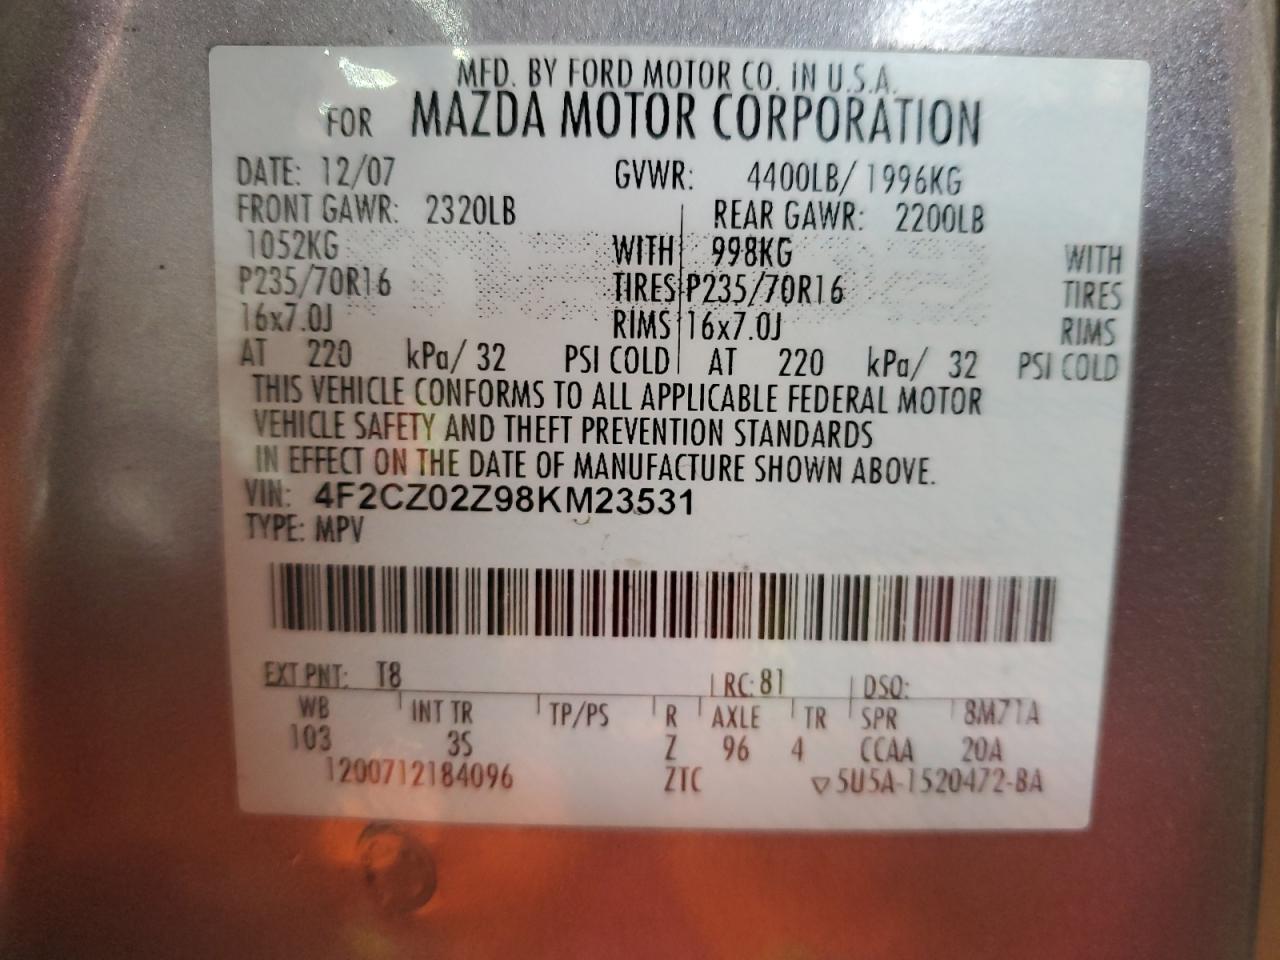 MFD. BY FORD MOTOR CO. IN U.S.A.
FOR MAZDA MOTOR CORPORATION
DATE: 12/07 GVWR: 4400LB/ 1996KG
FRONT GAWR: 2320LB REAR GAWR: 2200LB
1052KG WITH 998KG WITH
P235/70R16 TIRES P235/70R16 TIRES
16x7.0J RIMS 16x7.0J RIMS
AT 220 kPa/ 32 PSI COLD AT 220 kPa/ 32 PSI COLD
THIS VEHICLE CONFORMS TO ALL APPLICABLE FEDERAL MOTOR
VEHICLE SAFETY AND THEFT PREVENTION STANDARDS
IN EFFECT ON THE DATE OF MANUFACTURE SHOWN ABOVE.
VIN: 4F2CZ02Z98KM23531
TYPE: MPV
EXT PNT: T8 RC: 81 DSO:
WB INT TR TP/PS R AXLE TR SPR 8M71A
103 3S Z 96 4 CCAA 20A
1200712184096 ZTC ▽5U5A-1520472-BA